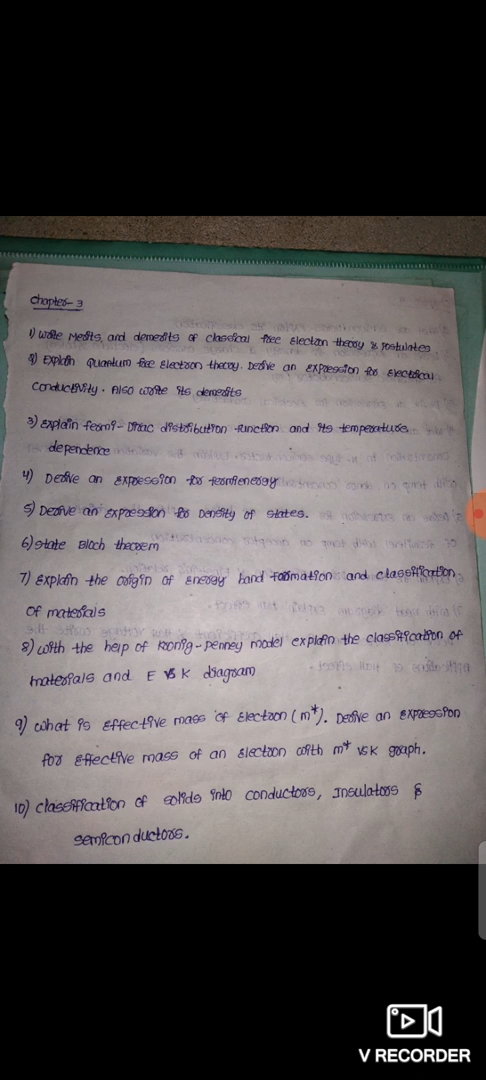 chapter-3
1) write Merits, and demerits of classical free electron theory & postulates
2) Explain Quantum free Electron theory. Derive an Expression for Electrical
conductivity. Also write its demerits
3) Explain fermi-Dirac distribution function and its temperature
dependence
4) Derive an expression for fermienergy
5) Derive an expression for Density of states.
6) state Bloch theorem
7) Explain the origin of Energy band formation and classification
of materials
8) with the help of kronig-penney model explain the classification of
materials and E vs K diagram
9) what is Effective mass of Electron (m*). Derive an Expression
for Effective mass of an Electron with m* vs K graph.
10) classification of solids into conductors, Insulators &
semiconductors.
V RECORDER